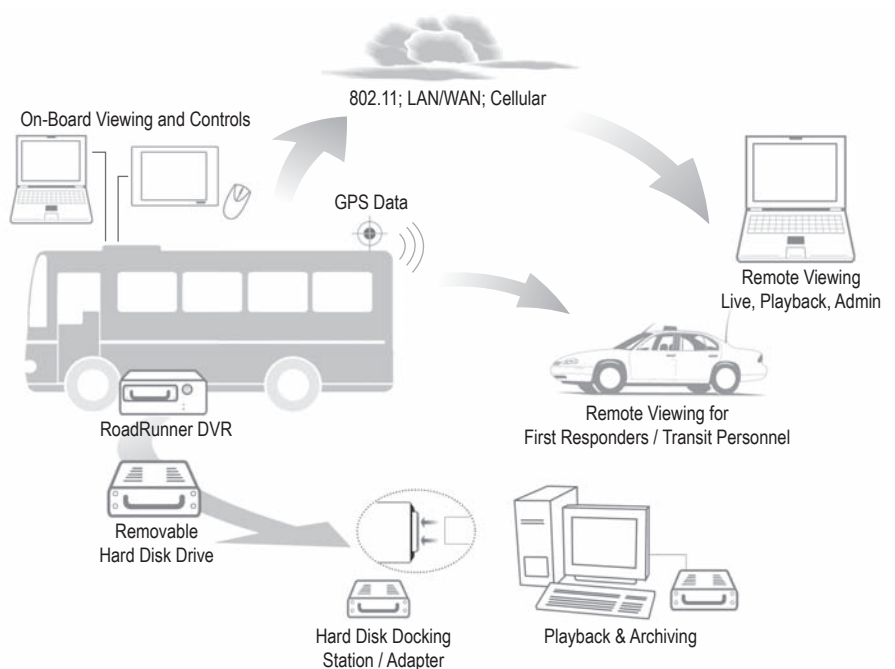 802.11; LAN/WAN; Cellular
On-Board Viewing and Controls
GPS Data
Remote Viewing
Live, Playback, Admin
RoadRunner DVR
Remote Viewing for
First Responders / Transit Personnel
Removable
Hard Disk Drive
Hard Disk Docking
Station / Adapter
Playback & Archiving